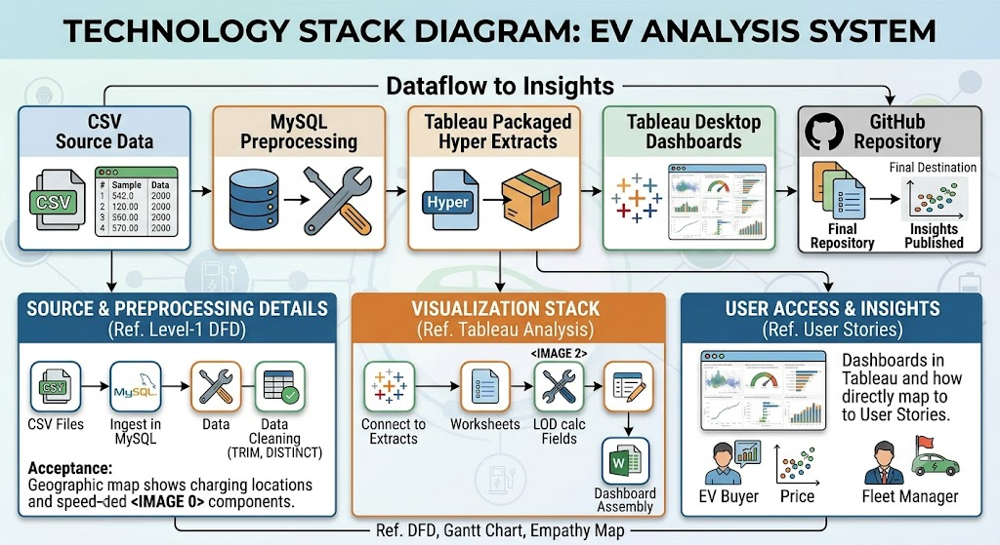 TECHNOLOGY STACK DIAGRAM: EV ANALYSIS SYSTEM
Dataflow to Insights
CSV
Source Data
CSV
# Sample Data
1 542.0 2000
2 120.00 2000
3 560.00 2000
4 570.00 2000
MySQL
Preprocessing
Tableau Packaged
Hyper Extracts
Hyper
Tableau Desktop
Dashboards
GitHub
Repository
Final Destination
Final
Repository
Insights
Published
SOURCE & PREPROCESSING DETAILS
(Ref. Level-1 DFD)
CSV
MySQL
CSV Files
Ingest in
MySQL
Data
Data
Cleaning
(TRIM, DISTINCT)
Acceptance:
Geographic map shows charging locations
and speed-ded <IMAGE 0> components.
VISUALIZATION STACK
(Ref. Tableau Analysis)
<IMAGE 2>
Connect to
Extracts
Worksheets
LOD calc
Fields
W
Dashboard
Assembly
USER ACCESS & INSIGHTS
(Ref. User Stories)
Dashboards in
Tableau and how
directly map to
to User Stories.
EV Buyer
Price
Fleet Manager
Ref. DFD, Gantt Chart, Empathy Map